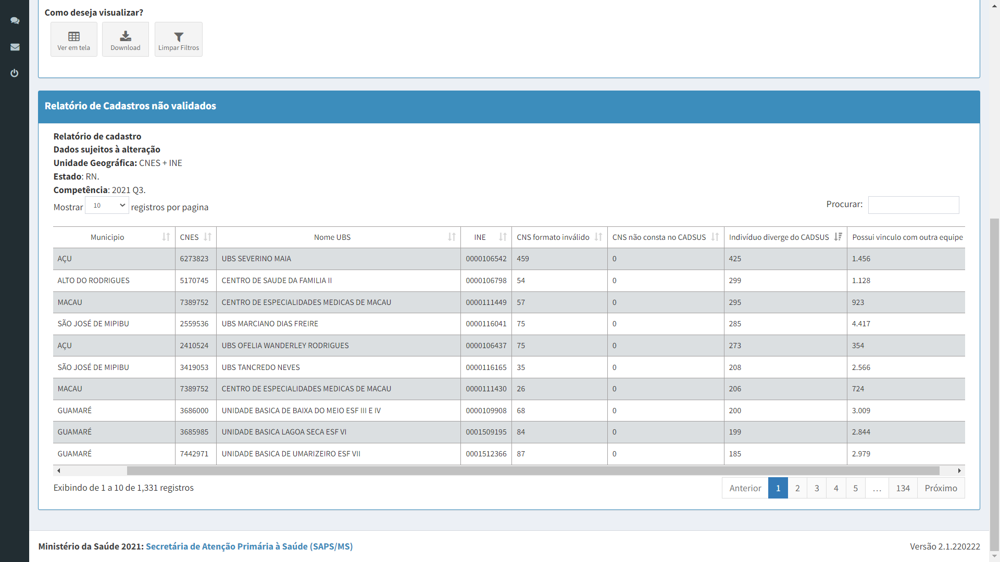 Como deseja visualizar?
Ver em tela
Download
Limpar Filtros
Relatório de Cadastros não validados
Relatório de cadastro
Dados sujeitos à alteração
Unidade Geográfica: CNES + INE
Estado: RN.
Competência: 2021 Q3.
Mostrar 10 registros por pagina
Procurar:
Municipio CNES Nome UBS INE CNS formato inválido CNS não consta no CADSUS Indivíduo diverge do CADSUS Possui vinculo com outra equipe
AÇU 6273823 UBS SEVERINO MAIA 0000106542 459 0 425 1.456
ALTO DO RODRIGUES 5170745 CENTRO DE SAUDE DA FAMILIA II 0000106798 54 0 299 1.128
MACAU 7389752 CENTRO DE ESPECIALIDADES MEDICAS DE MACAU 0000111449 57 0 295 923
SÃO JOSÉ DE MIPIBU 2559536 UBS MARCIANO DIAS FREIRE 0000116041 75 0 285 4.417
AÇU 2410524 UBS OFELIA WANDERLEY RODRIGUES 0000106437 75 0 273 354
SÃO JOSÉ DE MIPIBU 3419053 UBS TANCREDO NEVES 0000116165 35 0 208 2.566
MACAU 7389752 CENTRO DE ESPECIALIDADES MEDICAS DE MACAU 0000111430 26 0 206 724
GUAMARÉ 3686000 UNIDADE BASICA DE BAIXA DO MEIO ESF III E IV 0000109908 68 0 200 3.009
GUAMARÉ 3685985 UNIDADE BASICA LAGOA SECA ESF VI 0001509195 84 0 199 2.844
GUAMARÉ 7442971 UNIDADE BASICA DE UMARIZEIRO ESF VII 0001512366 87 0 185 2.979
Exibindo de 1 a 10 de 1,331 registros
Anterior 1 2 3 4 5 … 134 Próximo
Ministério da Saúde 2021: Secretária de Atenção Primária à Saúde (SAPS/MS)
Versão 2.1.220222